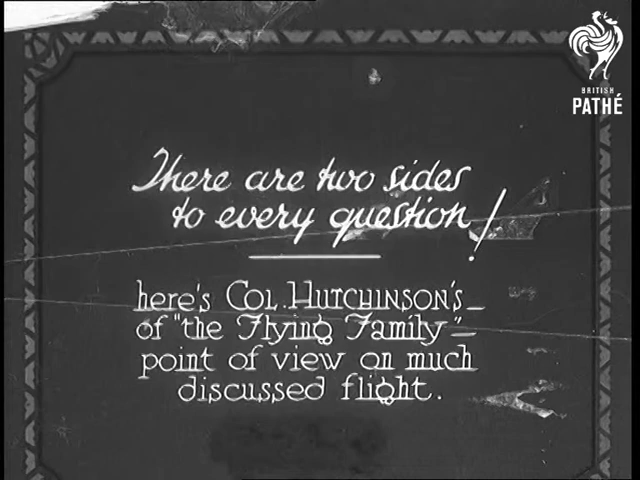 BRITISH
PATHÉ
There are two sides
to every question!
here's COL. HUTCHINSON'S_
of "the Flying Family"_
point of view on much
discussed flight.